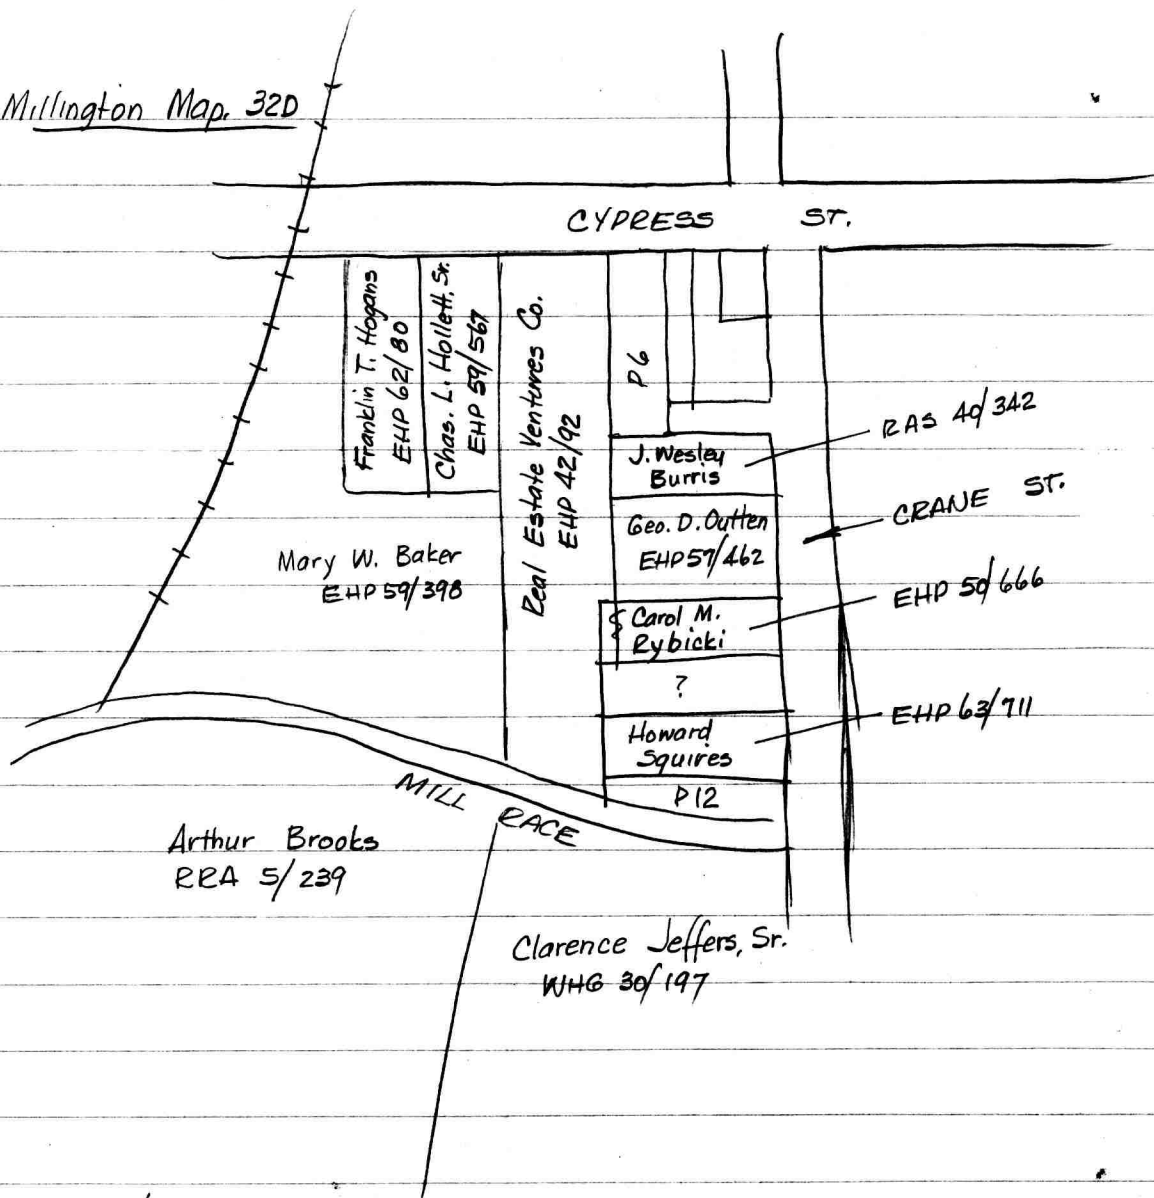 Millington Map. 32D
CYPRESS ST.
Franklin T. Hogans
EHP 62/80
Chas. L. Hollett, Sr.
EHP 59/567
Real Estate Ventures Co.
EHP 42/92
P6
J. Wesley
Burris
RAS 40/342
Geo. D. Outten
EHP 57/462
CRANE ST.
Mary W. Baker
EHP 59/398
Carol M.
Rybicki
EHP 50/666
?
Howard
Squires
EHP 63/711
P12
MILL RACE
Arthur Brooks
RRA 5/239
Clarence Jeffers, Sr.
WHG 30/197